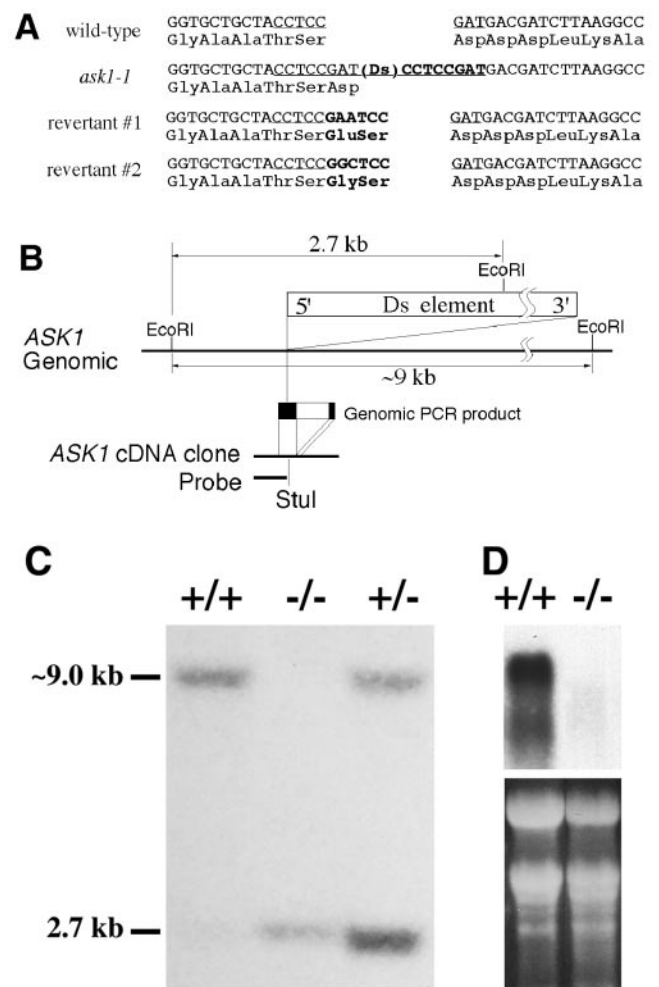 A
wild-type GGTGCTGCTACCTCC GATGACGATCTTAAGGCC
GlyAlaAlaThrSer AspAspAspLeuLysAla
ask1-1 GGTGCTGCTACCTCCGAT(Ds)CCTCCGATGACGATCTTAAGGCC
GlyAlaAlaThrSerAsp
revertant #1 GGTGCTGCTACCTCCGAATCC GATGACGATCTTAAGGCC
GlyAlaAlaThrSerGluSer AspAspAspLeuLysAla
revertant #2 GGTGCTGCTACCTCCGGCTCC GATGACGATCTTAAGGCC
GlyAlaAlaThrSerGlySer AspAspAspLeuLysAla
B
2.7 kb
EcoRI
5' Ds element 3'
EcoRI EcoRI
ASK1
Genomic
~9 kb
Genomic PCR product
ASK1 cDNA clone
Probe
StuI
C D
+/+ -/- +/- +/+ -/-
~9.0 kb
2.7 kb